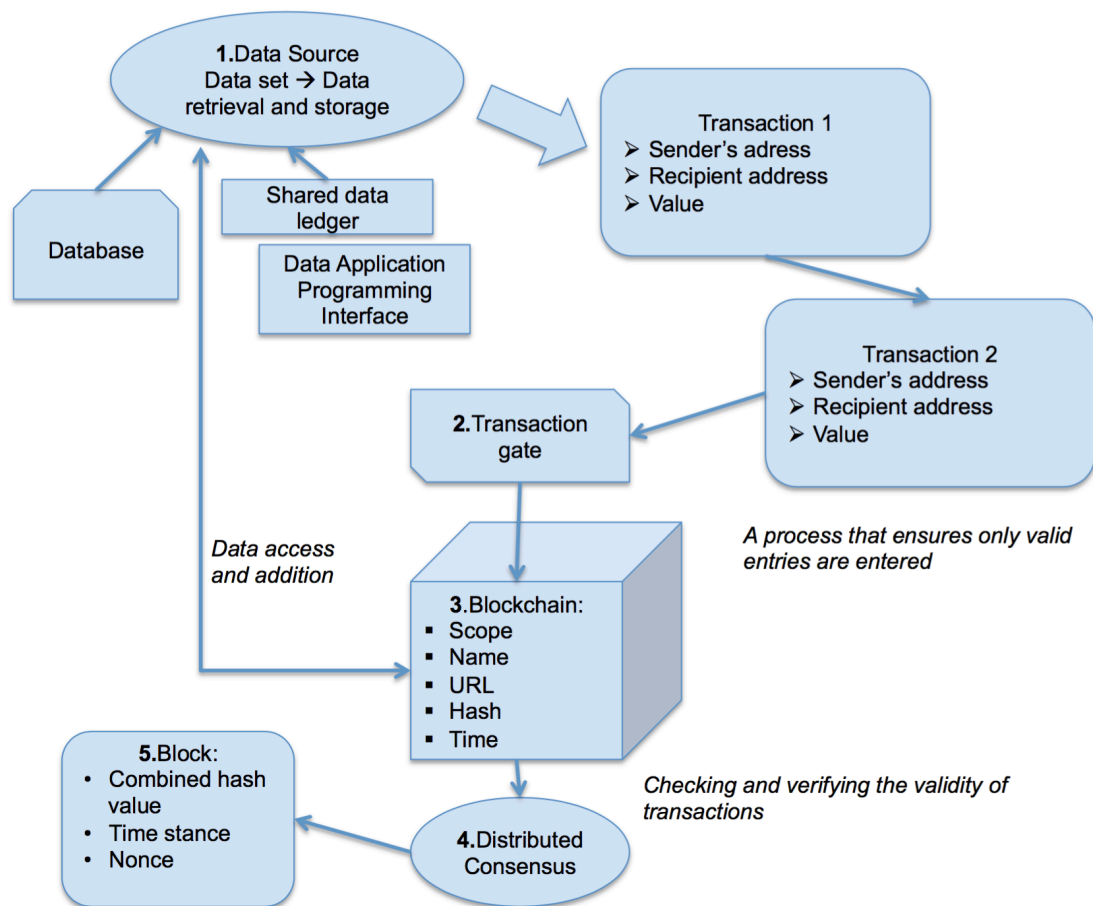 1.Data Source
Data set → Data
retrieval and storage
Database
Shared data
ledger
Data Application
Programming
Interface
Transaction 1
➢ Sender's adress
➢ Recipient address
➢ Value
Transaction 2
➢ Sender's address
➢ Recipient address
➢ Value
2.Transaction
gate
A process that ensures only valid
entries are entered
Data access
and addition
3.Blockchain:
▪ Scope
▪ Name
▪ URL
▪ Hash
▪ Time
Checking and verifying the validity of
transactions
4.Distributed
Consensus
5.Block:
• Combined hash
value
• Time stance
• Nonce